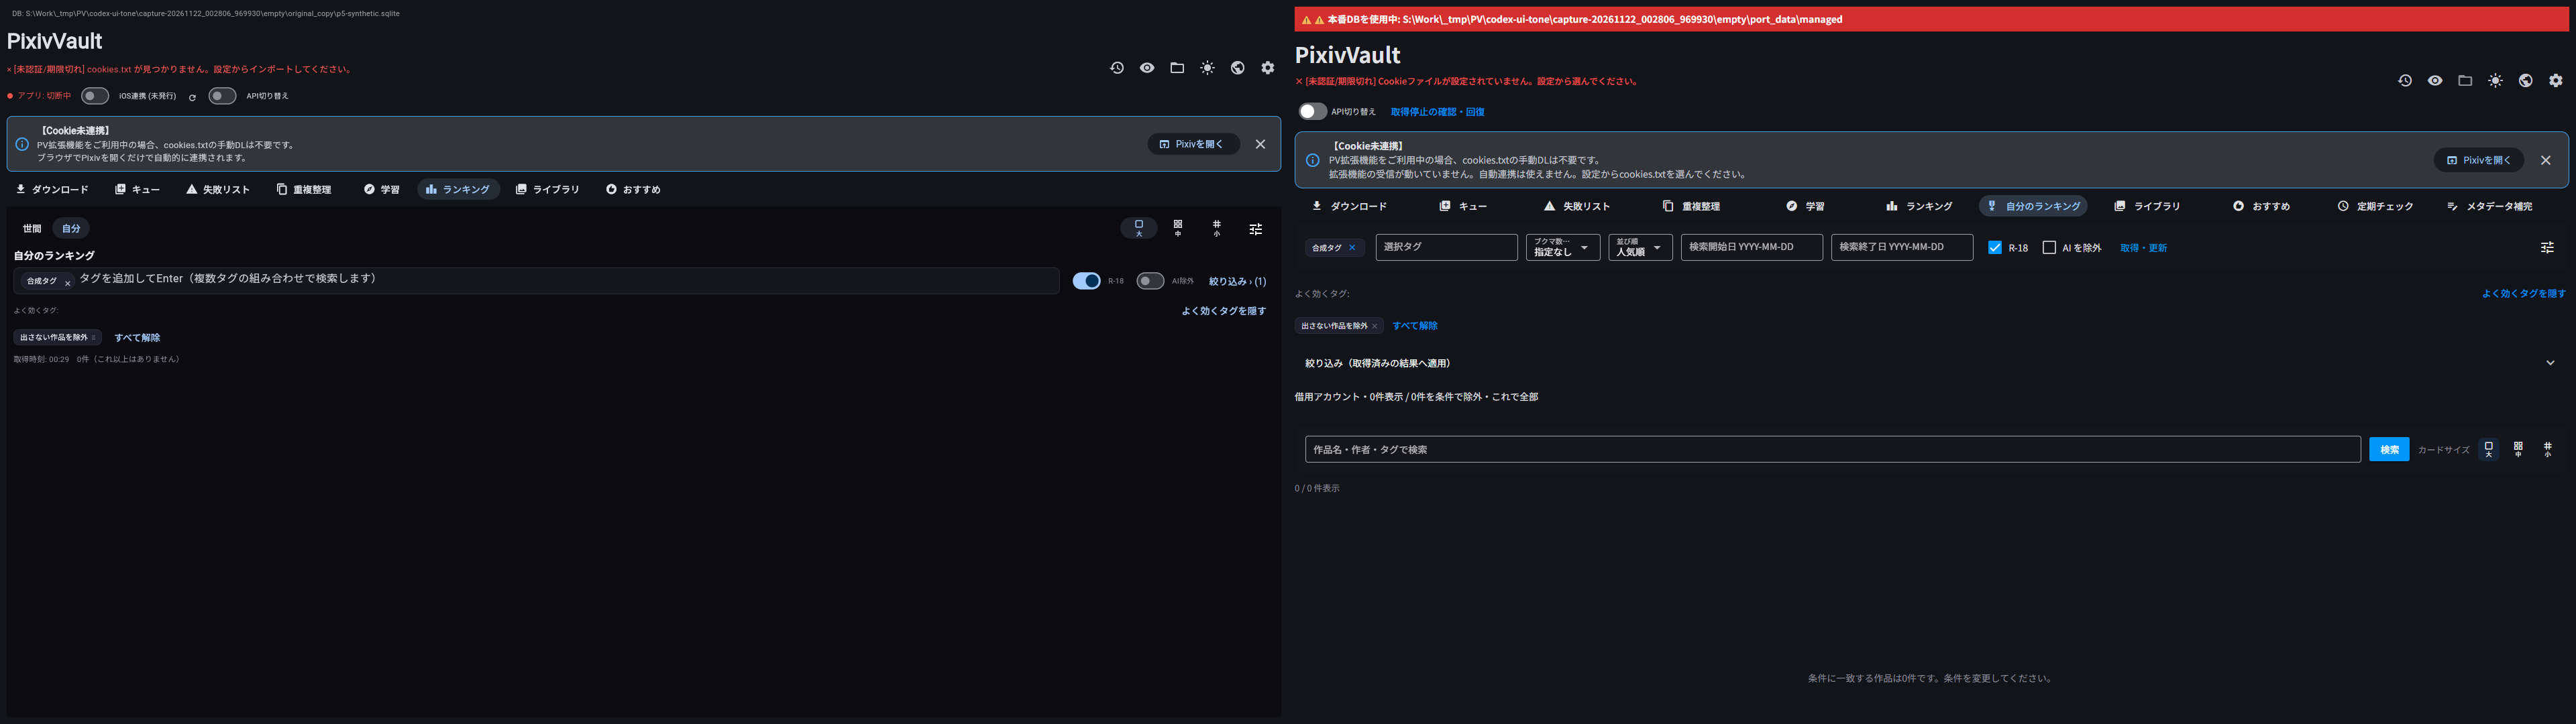 DB: S:\Work\_tmp\PV\codex-ui-tone\capture-20261122_002806_969930\empty\original_copy\p5-synthetic.sqlite
PixivVault
× [未認証/期限切れ] cookies.txt が見つかりません。設定からインポートしてください。
アプリ: 切断中 iOS連携 (未発行) API切り替え
【Cookie未連携】
PV拡張機能をご利用中の場合、cookies.txtの手動DLは不要です。
ブラウザでPixivを開くだけで自動的に連携されます。
Pixivを開く
ダウンロード キュー 失敗リスト 重複整理 学習 ランキング ライブラリ おすすめ
世間 自分
大 中 小
自分のランキング
合成タグ × タグを追加してEnter（複数タグの組み合わせで検索します）
R-18 AI除外 絞り込み › (1)
よく効くタグ:
よく効くタグを隠す
出さない作品を除外 すべて解除
取得時刻: 00:29 0件（これ以上はありません）
本番DBを使用中: S:\Work\_tmp\PV\codex-ui-tone\capture-20261122_002806_969930\empty\port_data\managed
PixivVault
× [未認証/期限切れ] Cookieファイルが設定されていません。設定から選んでください。
API切り替え 取得停止の確認・回復
【Cookie未連携】
PV拡張機能をご利用中の場合、cookies.txtの手動DLは不要です。
拡張機能の受信が動いていません。自動連携は使えません。設定からcookies.txtを選んでください。
Pixivを開く
ダウンロード キュー 失敗リスト 重複整理 学習 ランキング 自分のランキング ライブラリ おすすめ 定期チェック メタデータ補完
合成タグ × 選択タグ ブクマ数… 指定なし 並び順 人気順 検索開始日 YYYY-MM-DD 検索終了日 YYYY-MM-DD R-18 AI を除外 取得・更新
よく効くタグ:
よく効くタグを隠す
出さない作品を除外 × すべて解除
絞り込み（取得済みの結果へ適用）
借用アカウント・0件表示 / 0件を条件で除外・これで全部
作品名・作者・タグで検索 検索 カードサイズ 大 中 小
0 / 0 件表示
条件に一致する作品は0件です。条件を変更してください。